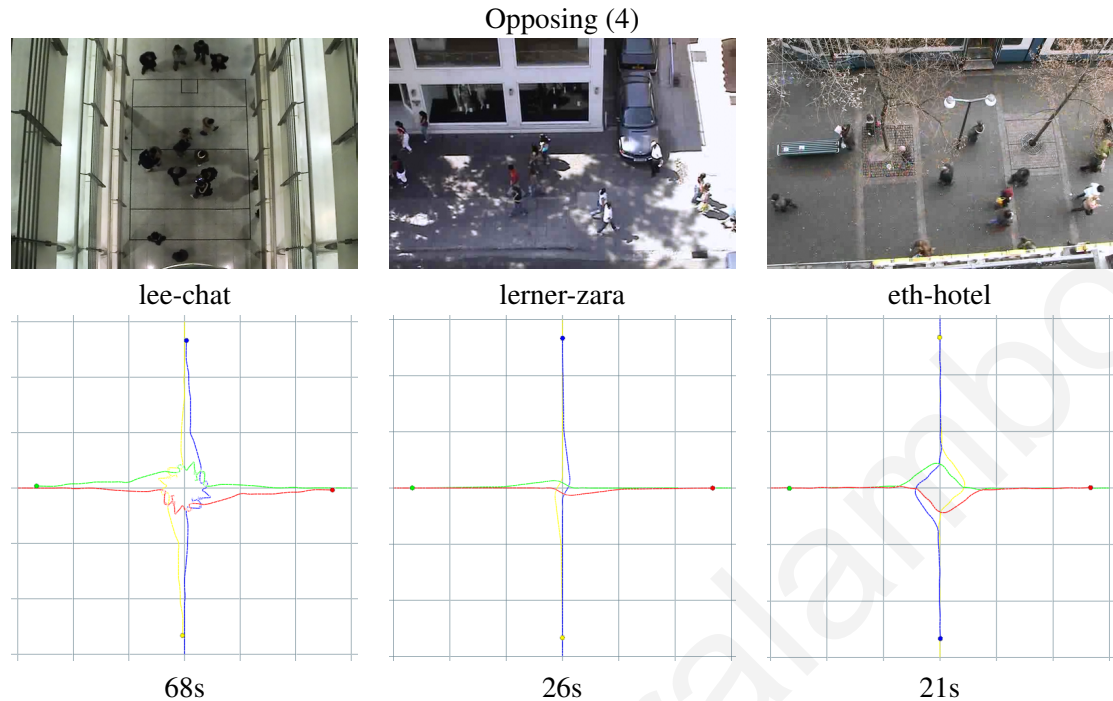 Opposing (4)
lee-chat
lerner-zara
eth-hotel
68s
26s
21s